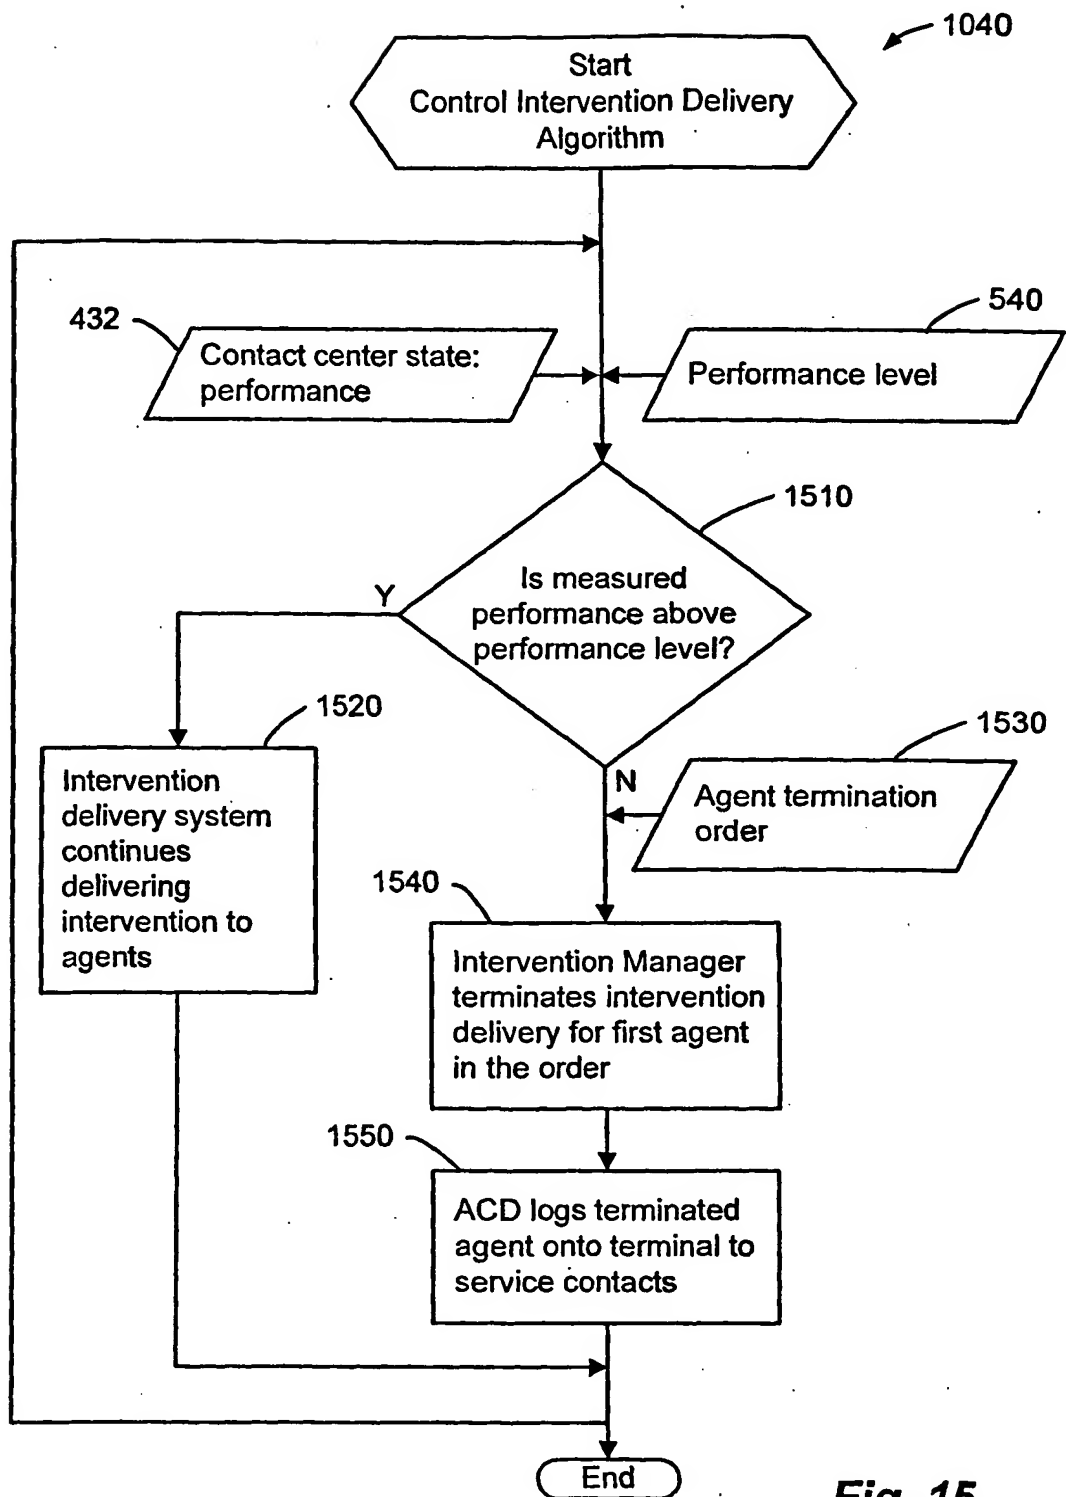 1040
Start
Control Intervention Delivery
Algorithm
432
540
Contact center state:
performance
Performance level
1510
Is measured
performance above
performance level?
Y
1520
1530
N
Intervention
delivery system
continues
delivering
intervention to
agents
Agent termination
order
1540
Intervention Manager
terminates intervention
delivery for first agent
in the order
1550
ACD logs terminated
agent onto terminal to
service contacts
End
Fig. 15